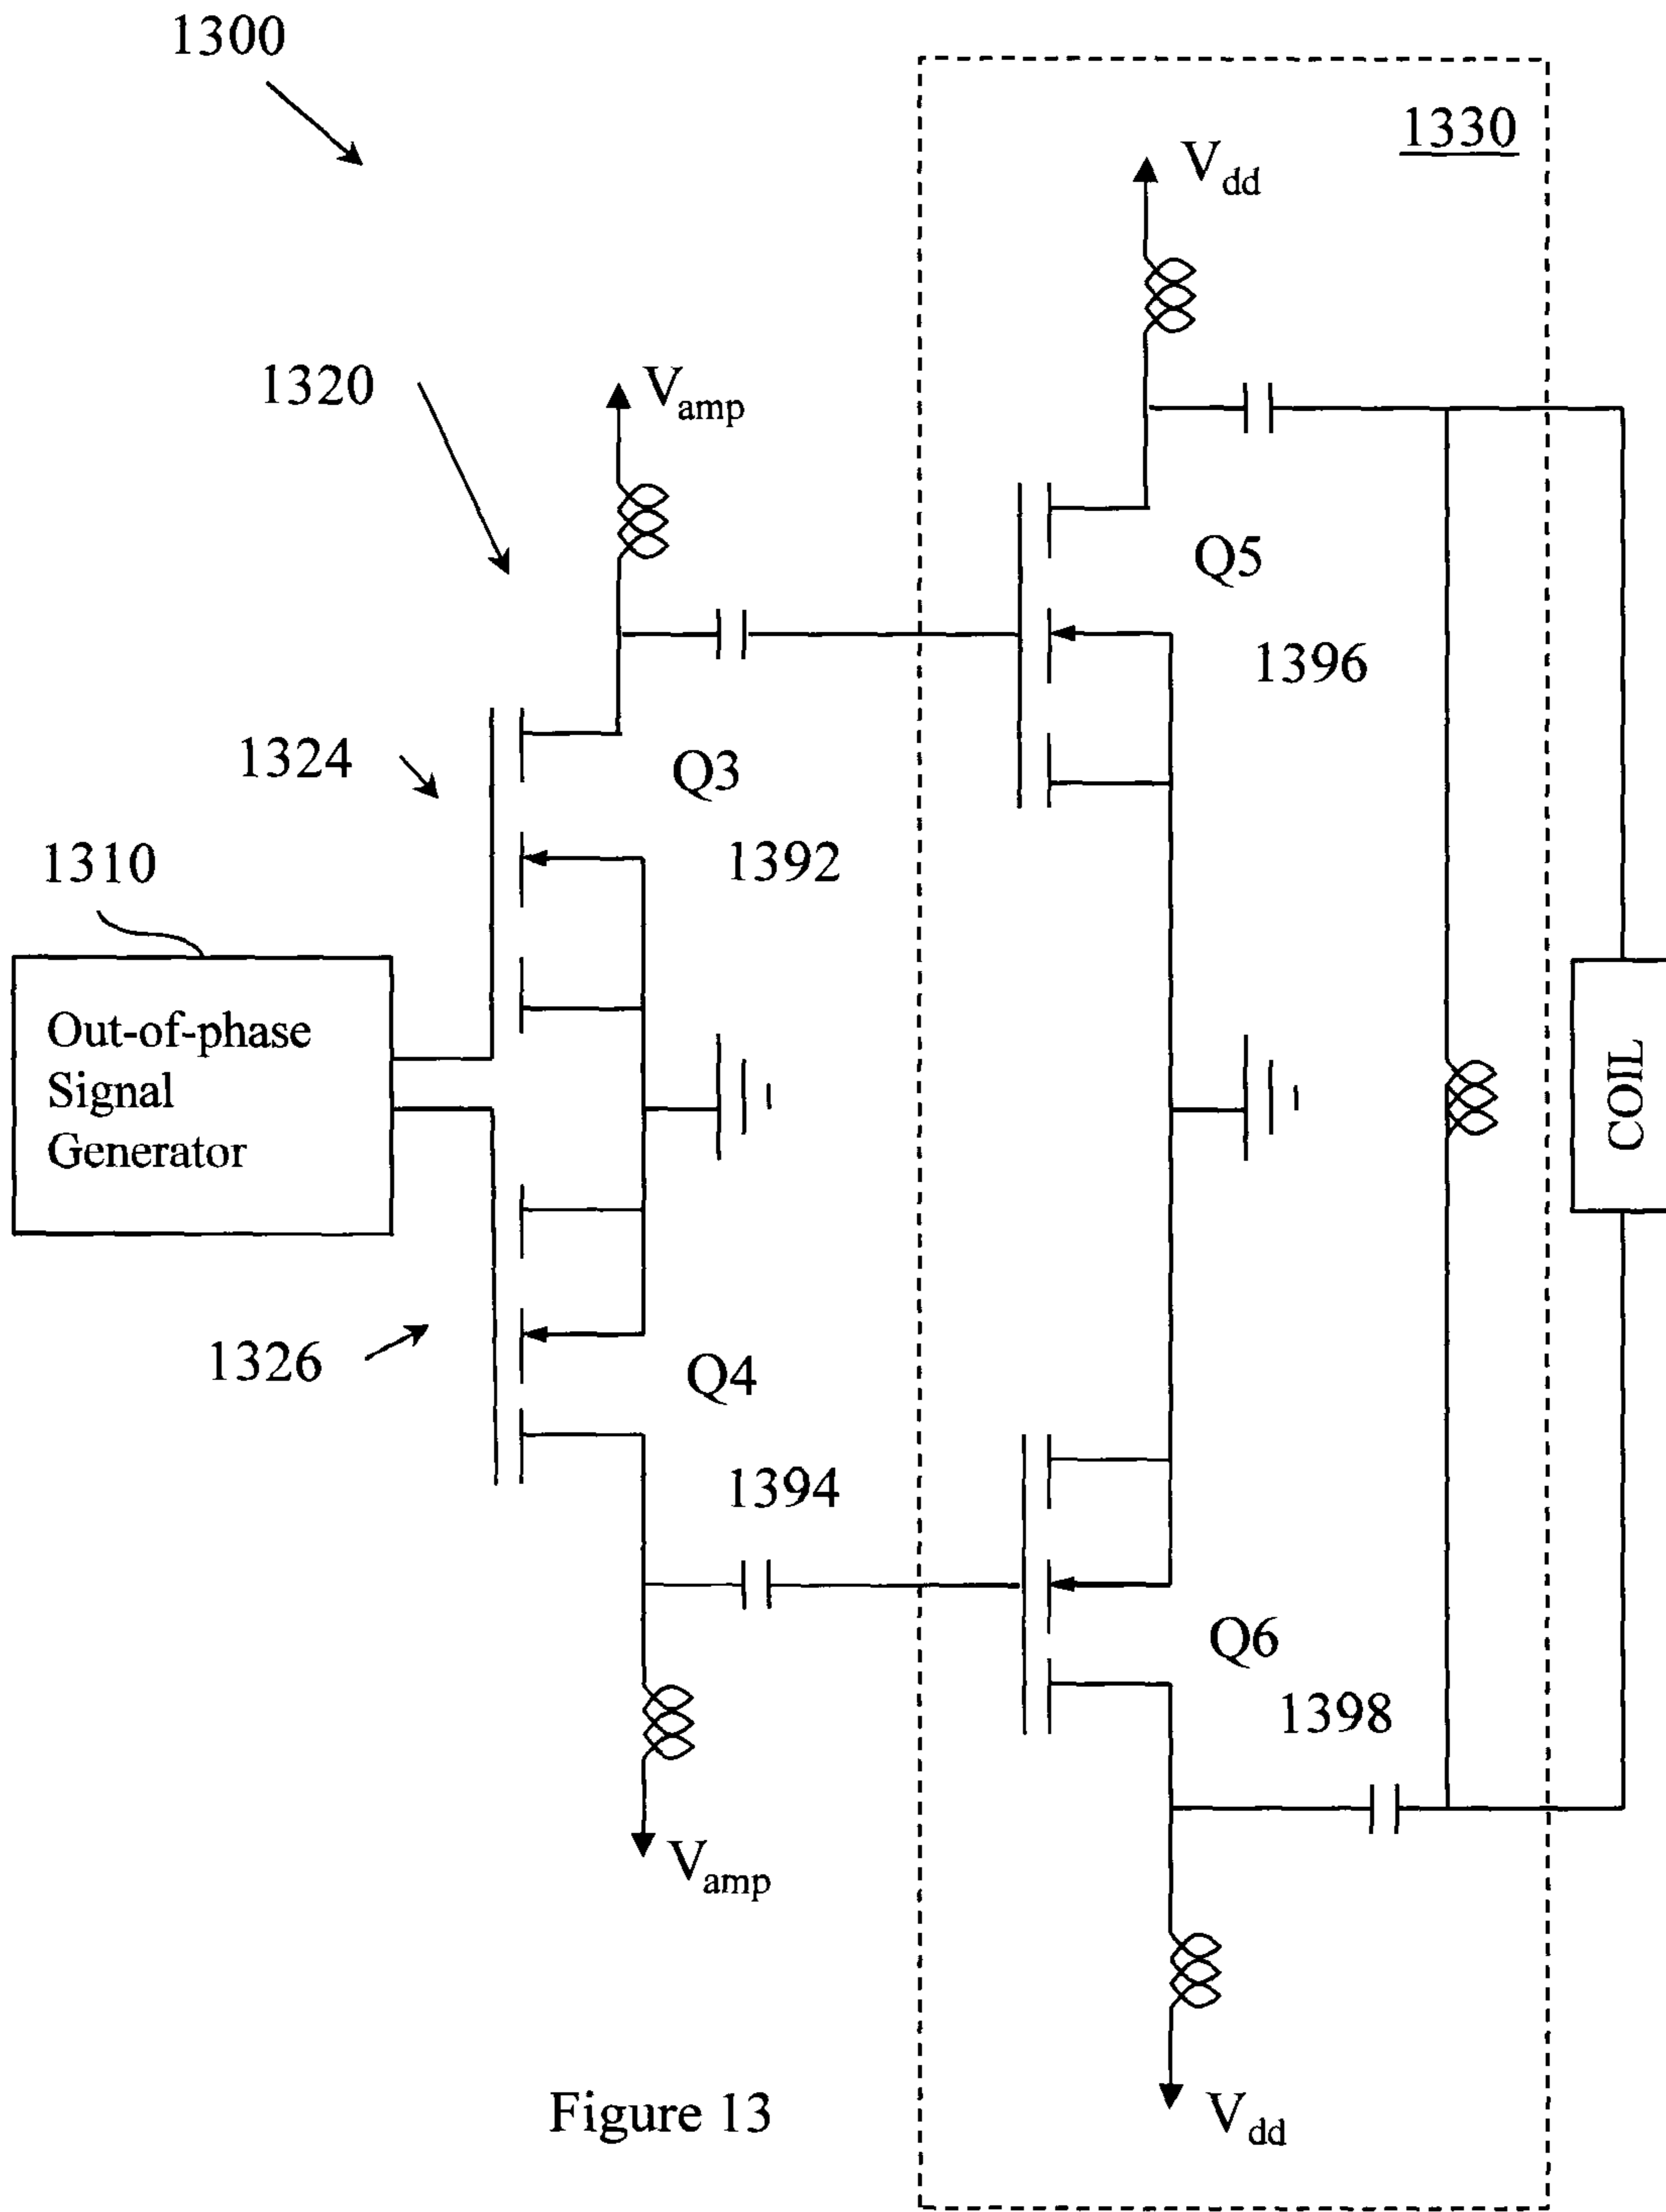 1300
1330
V_dd
1320
V_amp
Q5
1396
1324
Q3
1392
1310
Out-of-phase
Signal
Generator
COIL
1326
Q4
1394
Q6
1398
V_amp
V_dd
Figure 13